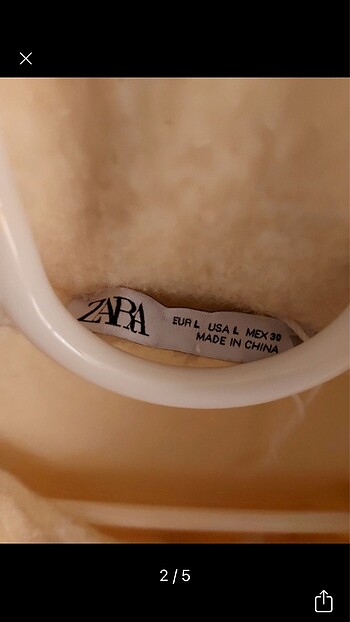 ZARA
EUR L USA L MEX 30
MADE IN CHINA
2/5